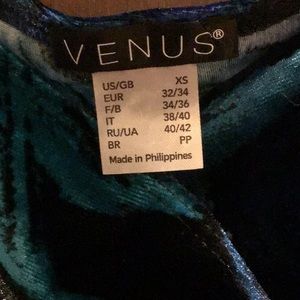 VENUS®
US/GB XS
EUR 32/34
F/B 34/36
IT 38/40
RU/UA 40/42
BR PP
Made in Philippines